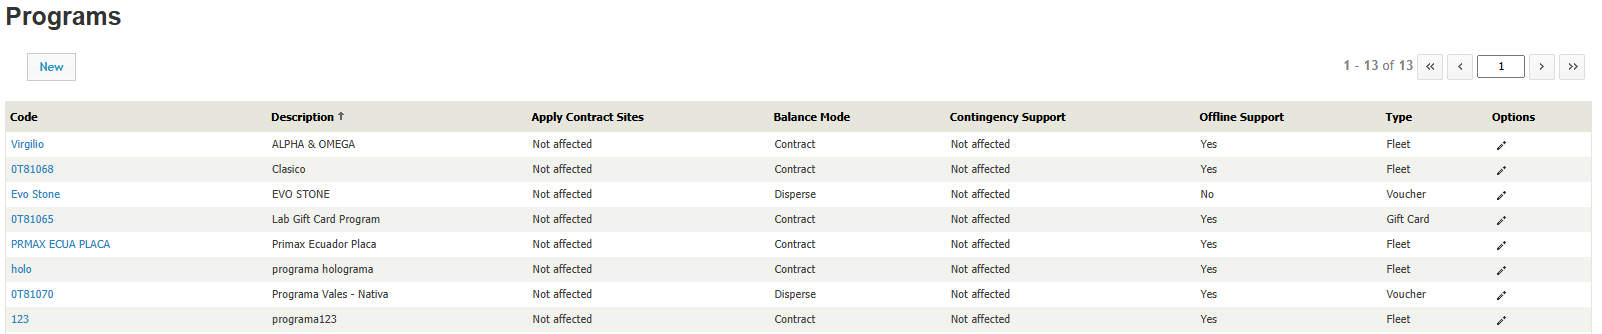 Programs
New
1 - 13 of 13 « ‹ 1 › »
Code Description ↑ Apply Contract Sites Balance Mode Contingency Support Offline Support Type Options
Virgilio ALPHA & OMEGA Not affected Contract Not affected Yes Fleet
0T81068 Clasico Not affected Contract Not affected Yes Fleet
Evo Stone EVO STONE Not affected Disperse Not affected No Voucher
0T81065 Lab Gift Card Program Not affected Contract Not affected Yes Gift Card
PRMAX ECUA PLACA Primax Ecuador Placa Not affected Contract Not affected Yes Fleet
holo programa holograma Not affected Contract Not affected Yes Fleet
0T81070 Programa Vales - Nativa Not affected Disperse Not affected Yes Voucher
123 programa123 Not affected Contract Not affected Yes Fleet